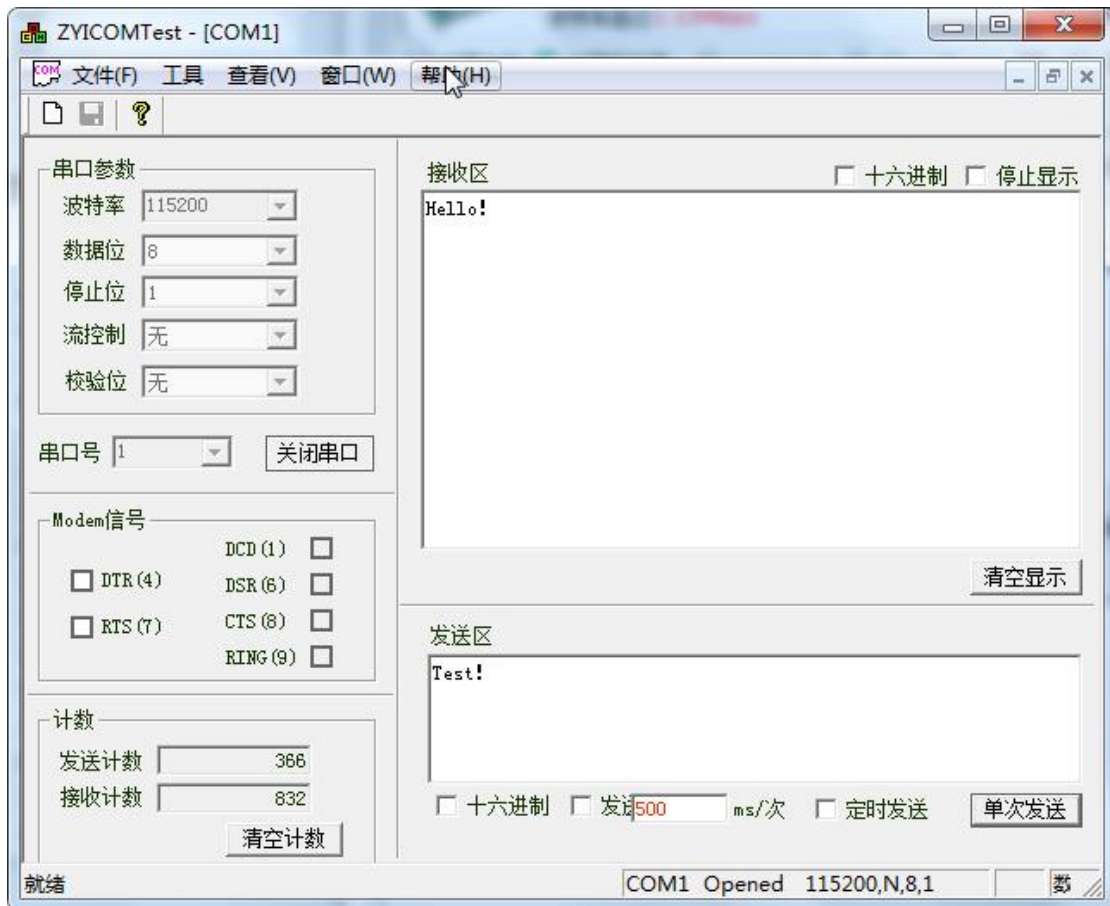 ZYICOMTest - [COM1]
文件(F) 工具 查看(V) 窗口(W) 帮助(H)
串口参数
波特率 115200
数据位 8
停止位 1
流控制 无
校验位 无
串口号 1 关闭串口
Modem信号
DCD(1)
DTR(4) DSR(6)
RTS(7) CTS(8)
RING(9)
计数
发送计数 366
接收计数 832
清空计数
接收区 十六进制 停止显示
Hello!
清空显示
发送区
Test!
十六进制 发 500 ms/次 定时发送 单次发送
就绪 COM1 Opened 115200,N,8,1